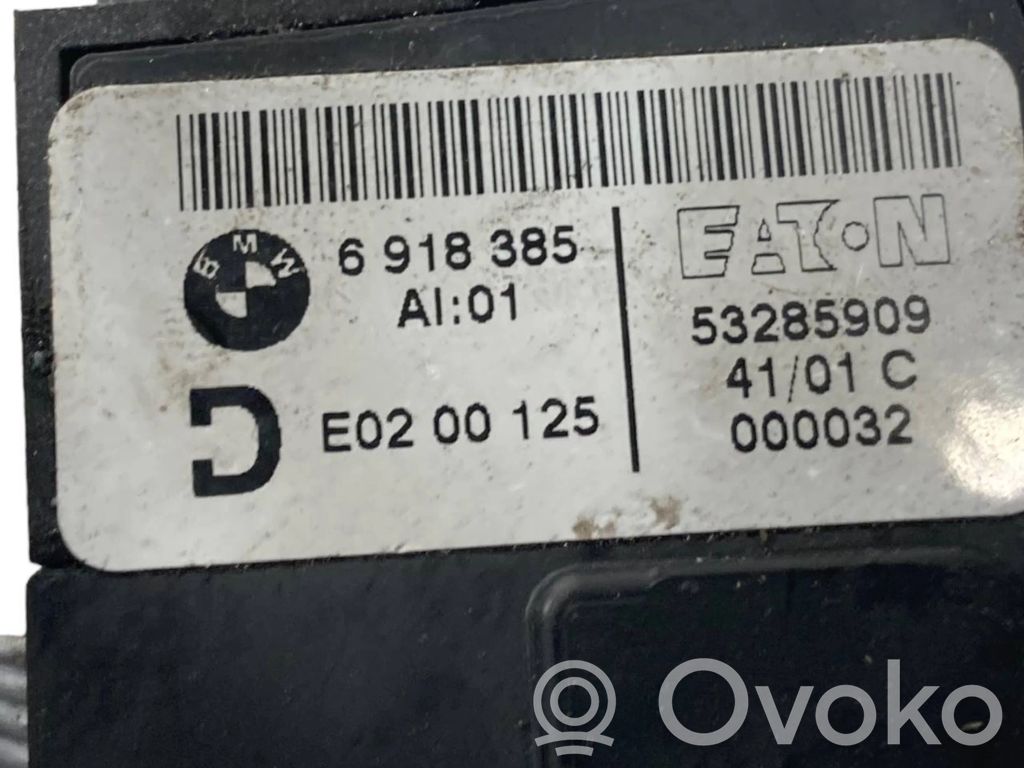 BMW
6 918 385
AI:01
E02 00 125
EATON
53285909
41/01 C
000032
Ovoko